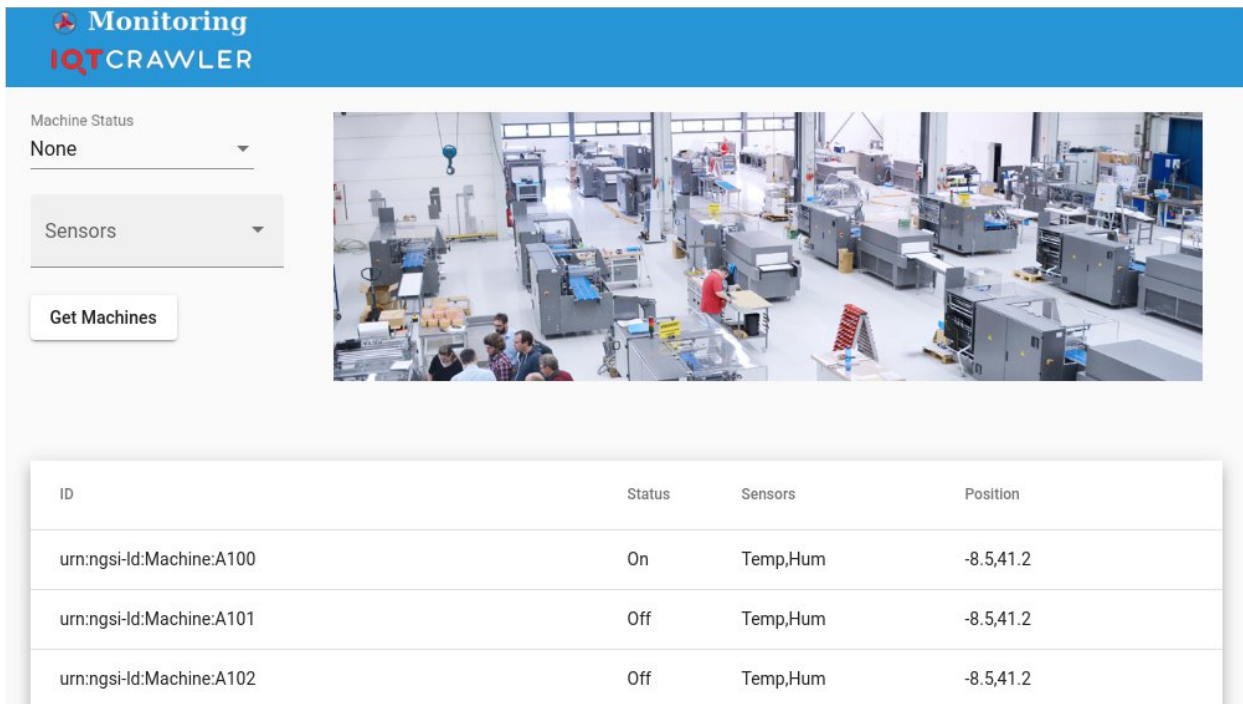 Monitoring
IOTCRAWLER
Machine Status
None
Sensors
Get Machines
ID Status Sensors Position
urn:ngsi-ld:Machine:A100 On Temp,Hum -8.5,41.2
urn:ngsi-ld:Machine:A101 Off Temp,Hum -8.5,41.2
urn:ngsi-ld:Machine:A102 Off Temp,Hum -8.5,41.2